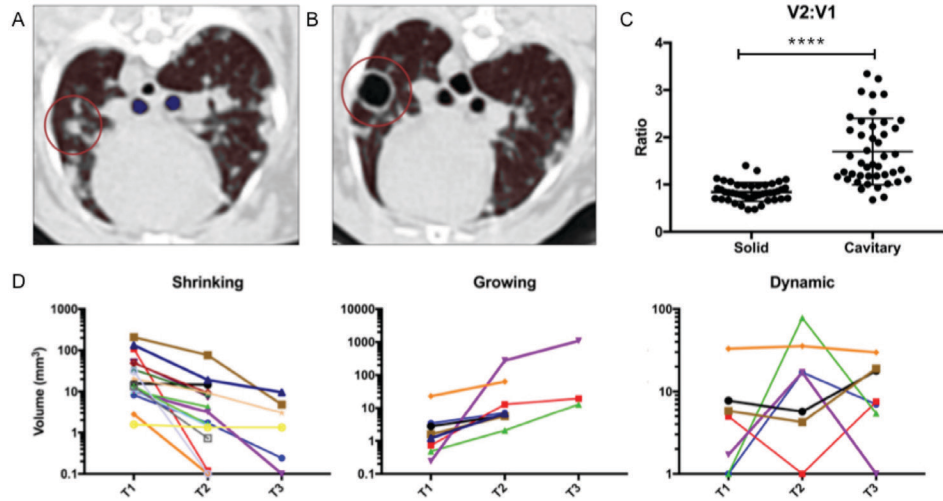 A
B
C
V2:V1
****
4
3
2
1
0
Ratio
Solid
Cavitary
D
Shrinking
Growing
Dynamic
Volume (mm³)
1000
100
10
1
0.1
T1
T2
T3
10000
1000
100
10
1
0.1
T1
T2
T3
100
10
1
T1
T2
T3